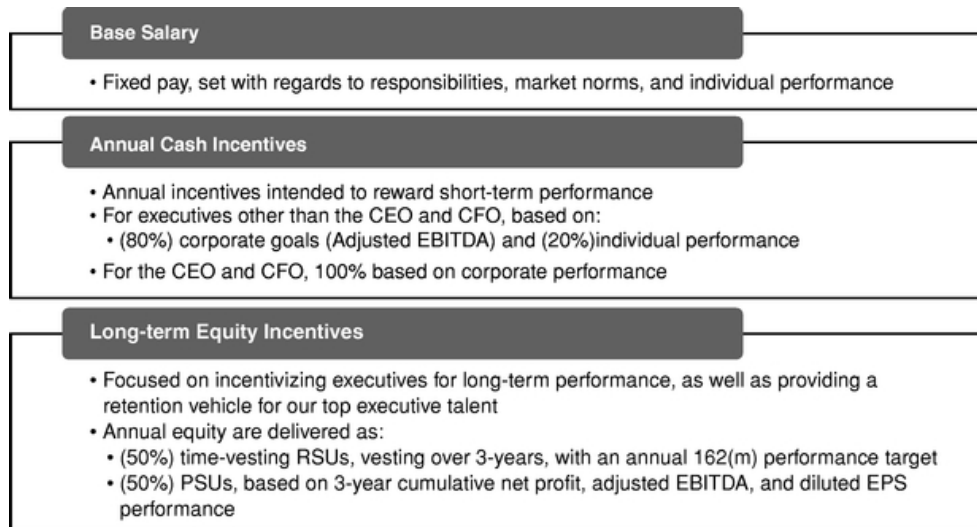 Base Salary
• Fixed pay, set with regards to responsibilities, market norms, and individual performance
Annual Cash Incentives
• Annual incentives intended to reward short-term performance
• For executives other than the CEO and CFO, based on:
• (80%) corporate goals (Adjusted EBITDA) and (20%)individual performance
• For the CEO and CFO, 100% based on corporate performance
Long-term Equity Incentives
• Focused on incentivizing executives for long-term performance, as well as providing a
retention vehicle for our top executive talent
• Annual equity are delivered as:
• (50%) time-vesting RSUs, vesting over 3-years, with an annual 162(m) performance target
• (50%) PSUs, based on 3-year cumulative net profit, adjusted EBITDA, and diluted EPS
performance